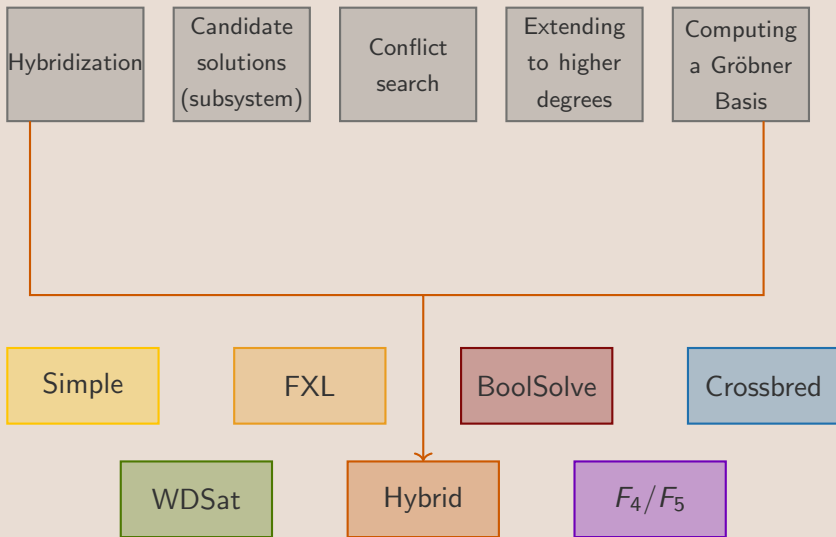 Hybridization
Candidate
solutions
(subsystem)
Conflict
search
Extending
to higher
degrees
Computing
a Gröbner
Basis
Simple
FXL
BoolSolve
Crossbred
WDSat
Hybrid
F₄/F₅